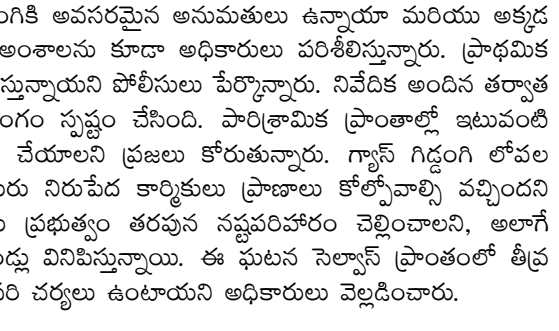 అవసరమైన అనుమతులు ఉన్నాయా మరియు అక్కడ
అంశాలను కూడా అధికారులు పరిశీలిస్తున్నారు. ప్రాథమిక
పోలీసులు పేర్కొన్నారు. నివేదిక అందిన తర్వాత
స్పష్టం చేసింది. పారిశ్రామిక ప్రాంతాల్లో ఇటువంటి
చేయాలని ప్రజలు కోరుతున్నారు. గ్యాస్ గిడ్డంగి లోపల
నిరుపేద కార్మికులు ప్రాణాలు కోల్పోవాల్సి వచ్చిందని
ప్రభుత్వం తరపున నష్టపరిహారం చెల్లించాలని, అలాగే
వినిపిస్తున్నాయి. ఈ ఘటన సెల్వాస్ ప్రాంతంలో తీవ్ర
చర్యలు ఉంటాయని అధికారులు వెల్లడించారు.